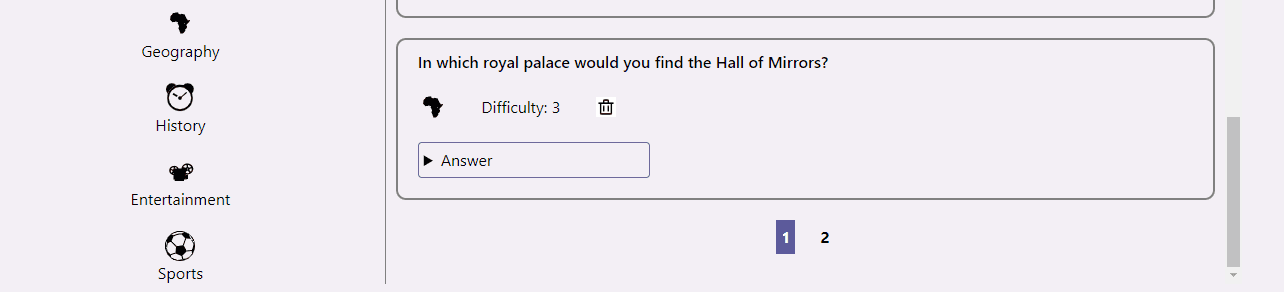 Geography
History
Entertainment
Sports
In which royal palace would you find the Hall of Mirrors?
Difficulty: 3
Answer
1 2